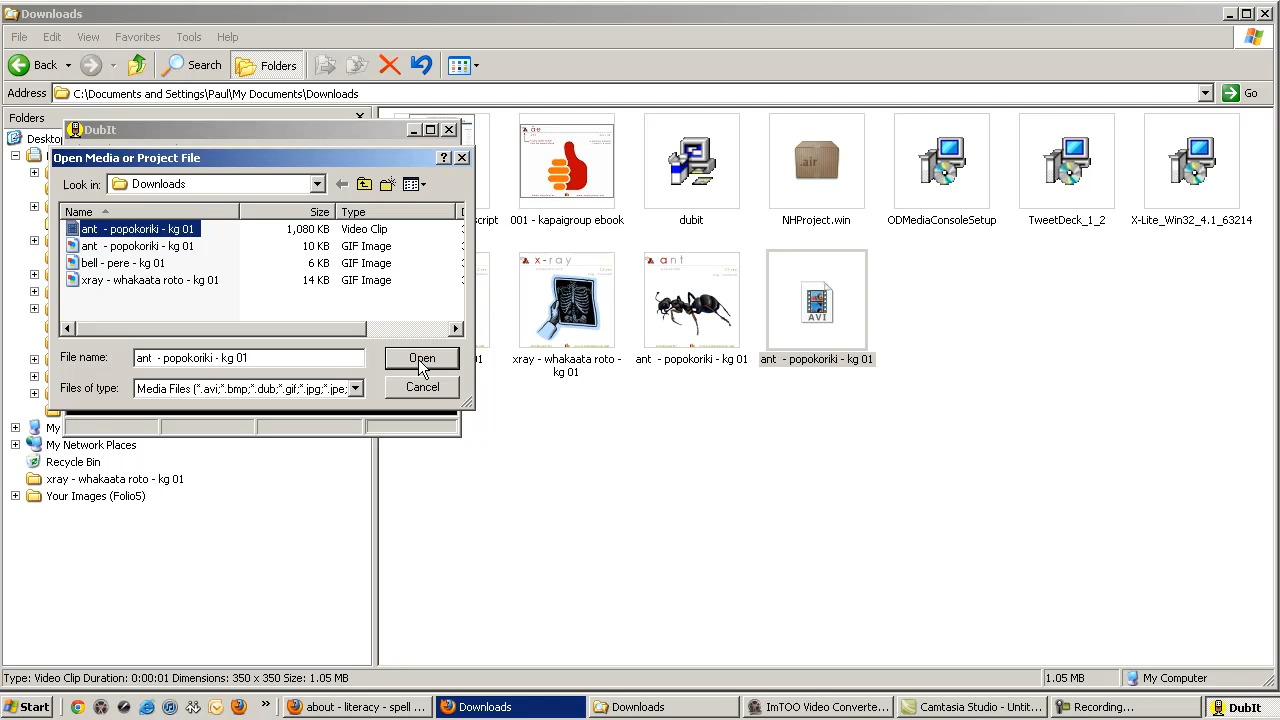 Downloads
File Edit View Favorites Tools Help
Back Search Folders
Address C:\Documents and Settings\Paul\My Documents\Downloads Go
Folders
DubIt
Open Media or Project File
Look in: Downloads
Name Size Type
ant - popokoriki - kg 01 1,080 KB Video Clip
ant - popokoriki - kg 01 10 KB GIF Image
bell - pere - kg 01 6 KB GIF Image
xray - whakaata roto - kg 01 14 KB GIF Image
File name: ant - popokoriki - kg 01 Open
Files of type: Media Files (*.avi;*.bmp;*.dub;*.gif;*.jpg;*.jpe; Cancel
My Network Places
Recycle Bin
xray - whakaata roto - kg 01
Your Images (Folio5)
001 - kapaigroup ebook
dubit
.air
NHProject.win
ODMediaConsoleSetup
TweetDeck_1_2
X-Lite_Win32_4.1_63214
x-ray
xray - whakaata roto -
kg 01
ant
ant - popokoriki - kg 01
AVI
ant - popokoriki - kg 01
Type: Video Clip Duration: 0:00:01 Dimensions: 350 x 350 Size: 1.05 MB 1.05 MB My Computer
Start about - literacy - spell ... Downloads Downloads ImTOO Video Converte... Camtasia Studio - Untit... Recording... DubIt